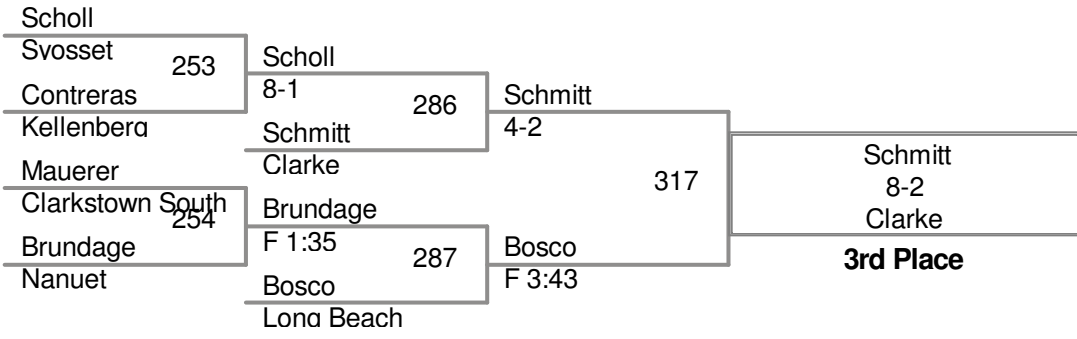 Scholl
Syosset
253
Contreras
Kellenberg
Mauerer
Clarkstown South
254
Brundage
Nanuet
Scholl
8-1
286
Schmitt
Clarke
Brundage
F 1:35
287
Bosco
Long Beach
Schmitt
4-2
317
Bosco
F 3:43
Schmitt
8-2
Clarke
3rd Place